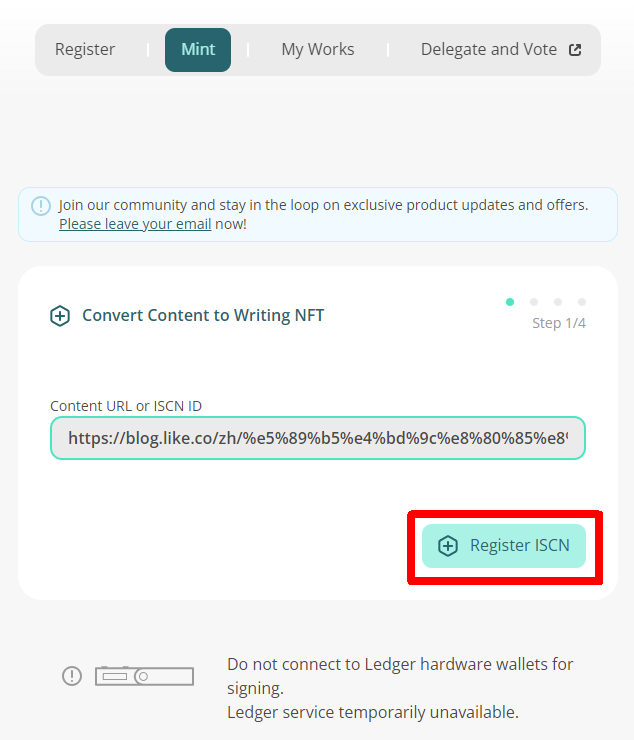 Register
Mint
My Works
Delegate and Vote
Join our community and stay in the loop on exclusive product updates and offers.
Please leave your email now!
Convert Content to Writing NFT
Step 1/4
Content URL or ISCN ID
https://blog.like.co/zh/%e5%89%b5%e4%bd%9c%e8%80%85%e8%
Register ISCN
Do not connect to Ledger hardware wallets for
signing.
Ledger service temporarily unavailable.